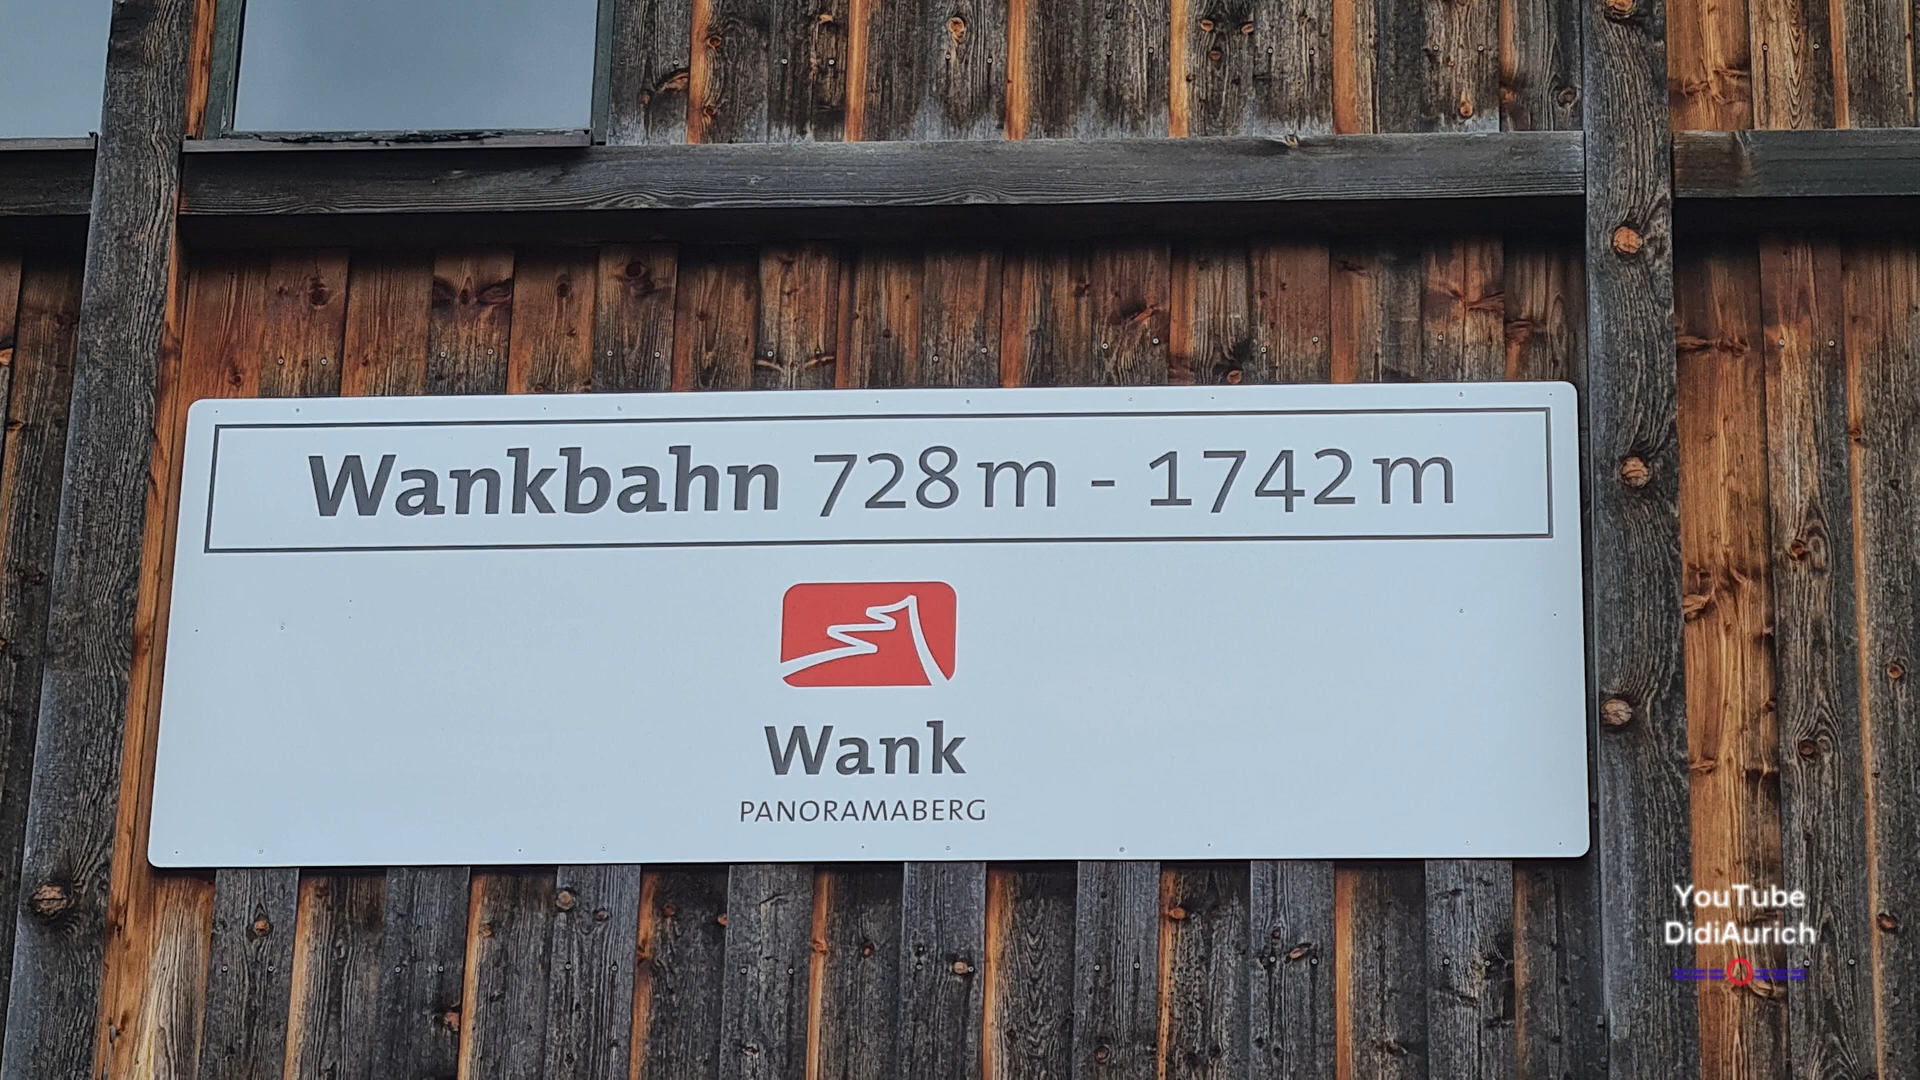 Wankbahn 728 m - 1742 m
Wank
PANORAMABERG
YouTube
DidiAurich